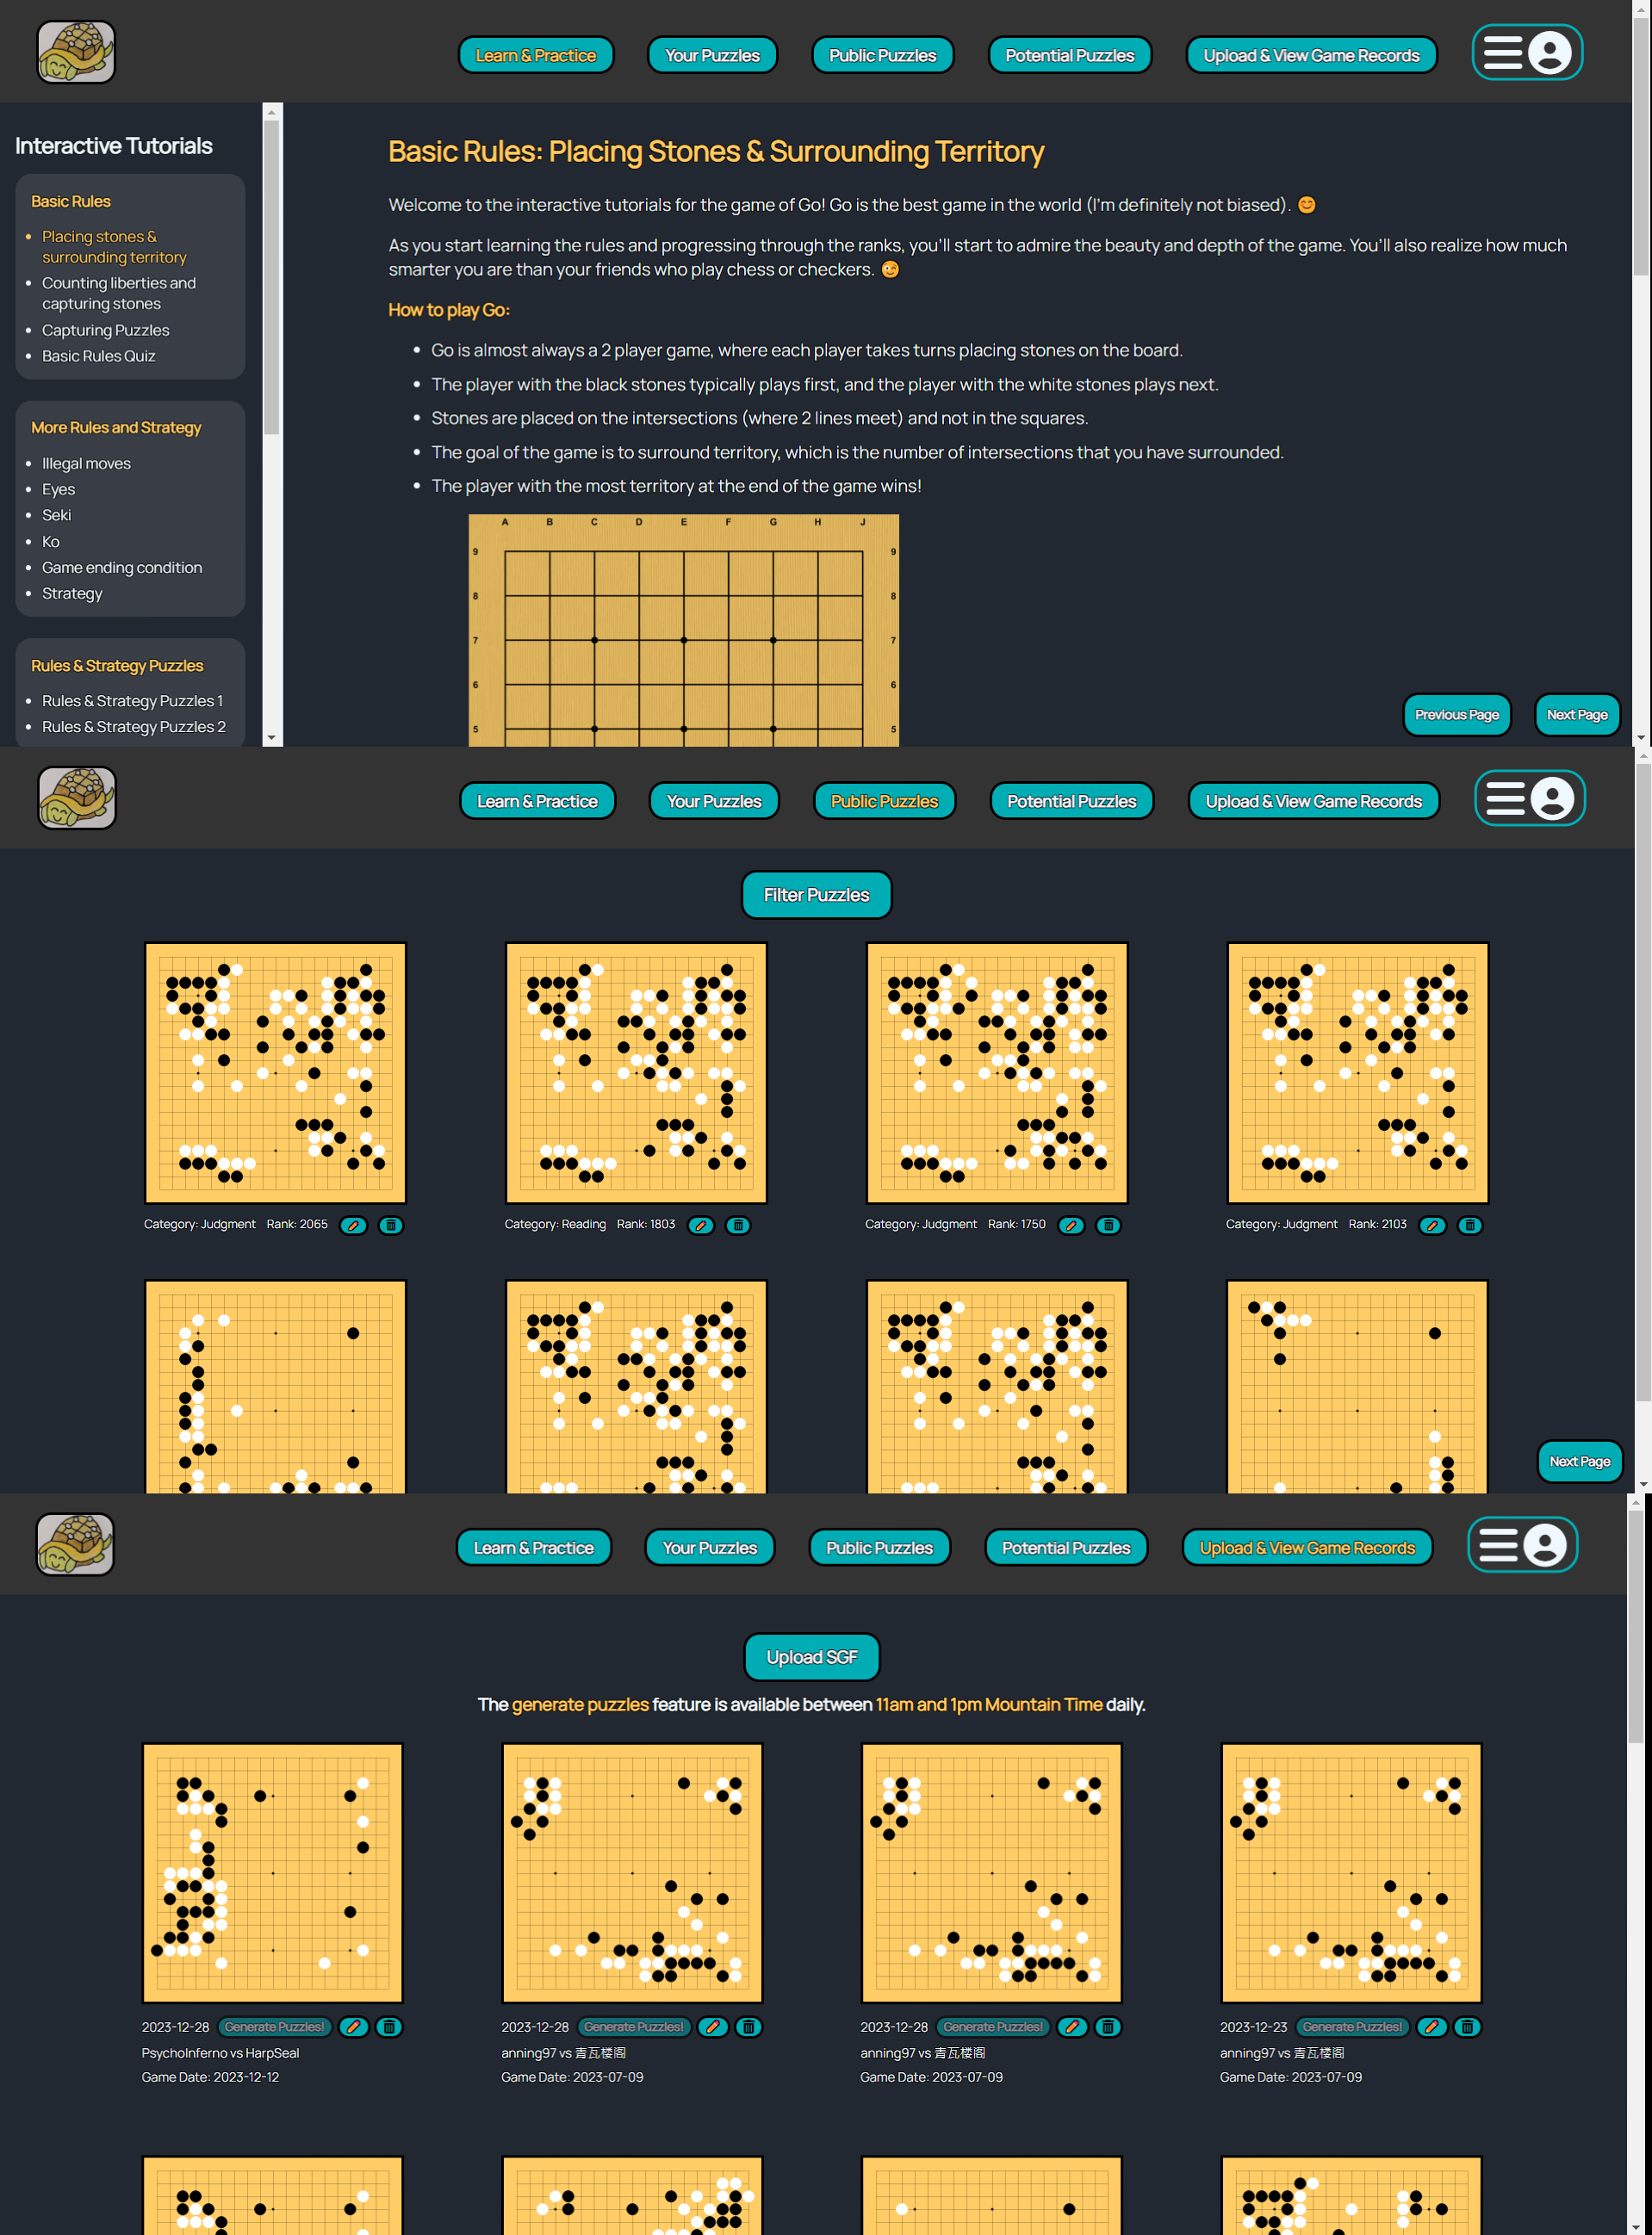 Learn & Practice
Your Puzzles
Public Puzzles
Potential Puzzles
Upload & View Game Records
Interactive Tutorials
Basic Rules
Placing stones &
surrounding territory
Counting liberties and
capturing stones
Capturing Puzzles
Basic Rules Quiz
More Rules and Strategy
Illegal moves
Eyes
Seki
Ko
Game ending condition
Strategy
Rules & Strategy Puzzles
Rules & Strategy Puzzles 1
Rules & Strategy Puzzles 2
Basic Rules: Placing Stones & Surrounding Territory
Welcome to the interactive tutorials for the game of Go! Go is the best game in the world (I'm definitely not biased). 😊
As you start learning the rules and progressing through the ranks, you'll start to admire the beauty and depth of the game. You'll also realize how much
smarter you are than your friends who play chess or checkers. 😉
How to play Go:
Go is almost always a 2 player game, where each player takes turns placing stones on the board.
The player with the black stones typically plays first, and the player with the white stones plays next.
Stones are placed on the intersections (where 2 lines meet) and not in the squares.
The goal of the game is to surround territory, which is the number of intersections that you have surrounded.
The player with the most territory at the end of the game wins!
A B C D E F G H J
9 9
8 8
7 7
6 6
5 5
Previous Page
Next Page
Learn & Practice
Your Puzzles
Public Puzzles
Potential Puzzles
Upload & View Game Records
Filter Puzzles
Category: Judgment Rank: 2065
Category: Reading Rank: 1803
Category: Judgment Rank: 1750
Category: Judgment Rank: 2103
Next Page
Learn & Practice
Your Puzzles
Public Puzzles
Potential Puzzles
Upload & View Game Records
Upload SGF
The generate puzzles feature is available between 11am and 1pm Mountain Time daily.
2023-12-28 Generate Puzzles!
PsychoInferno vs HarpSeal
Game Date: 2023-12-12
2023-12-28 Generate Puzzles!
anning97 vs 青瓦楼阁
Game Date: 2023-07-09
2023-12-28 Generate Puzzles!
anning97 vs 青瓦楼阁
Game Date: 2023-07-09
2023-12-23 Generate Puzzles!
anning97 vs 青瓦楼阁
Game Date: 2023-07-09